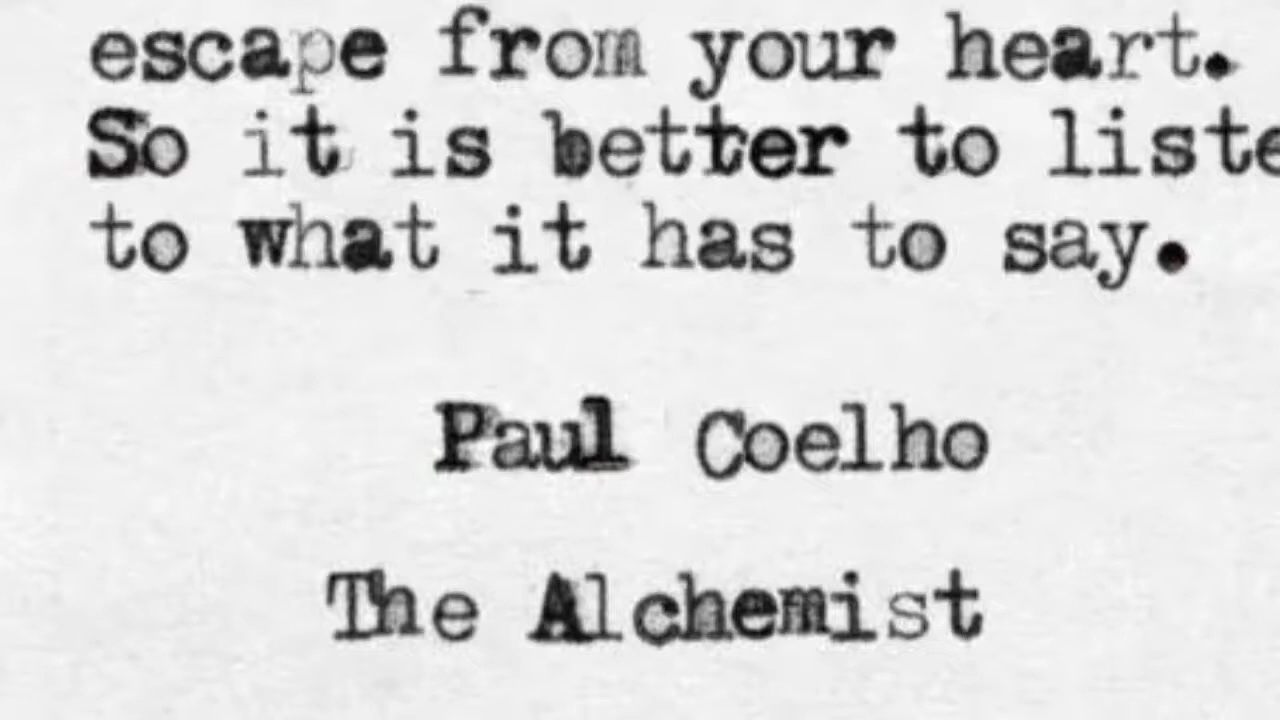 escape from your heart.
So it is better to liste
to what it has to say.
Paul Coelho
The Alchemist